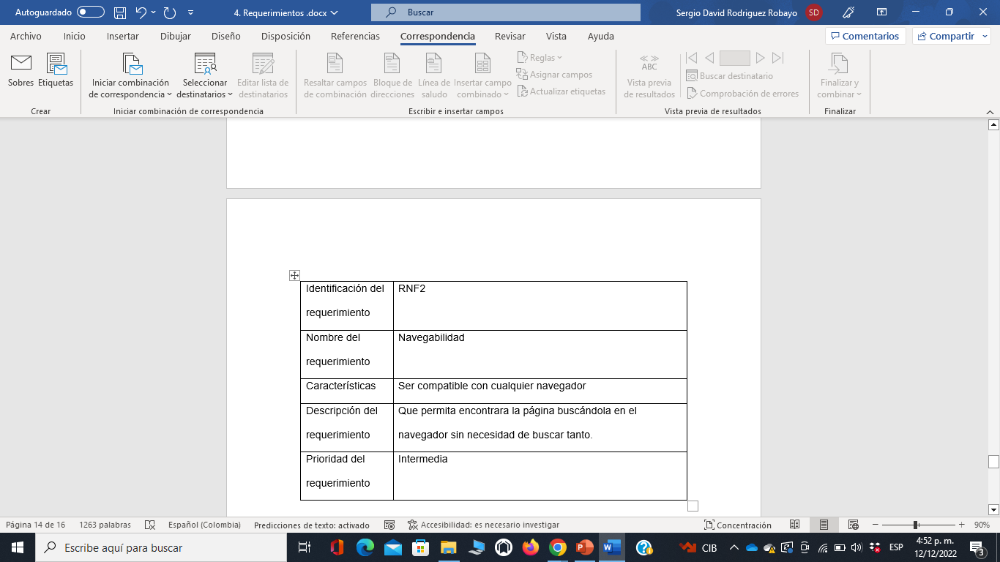 Autoguardado
4. Requerimientos .docx
Buscar
Sergio David Rodriguez Robayo
SD
Archivo Inicio Insertar Dibujar Diseño Disposición Referencias Correspondencia Revisar Vista Ayuda
Comentarios
Compartir
Sobres
Etiquetas
Iniciar combinación
de correspondencia
Seleccionar
destinatarios
Editar lista de
destinatarios
Resaltar campos
de combinación
Bloque de
direcciones
Línea de
saludo
Insertar campo
combinado
Reglas
Asignar campos
Actualizar etiquetas
ABC
Vista previa
de resultados
Buscar destinatario
Comprobación de errores
Finalizar y
combinar
Crear
Iniciar combinación de correspondencia
Escribir e insertar campos
Vista previa de resultados
Finalizar
Identificación del
requerimiento
RNF2
Nombre del
requerimiento
Navegabilidad
Características
Ser compatible con cualquier navegador
Descripción del
requerimiento
Que permita encontrara la página buscándola en el
navegador sin necesidad de buscar tanto.
Prioridad del
requerimiento
Intermedia
Página 14 de 16
1263 palabras
Español (Colombia)
Predicciones de texto: activado
Accesibilidad: es necesario investigar
Concentración
90%
Escribe aquí para buscar
CIB
ESP
4:52 p. m.
12/12/2022
3